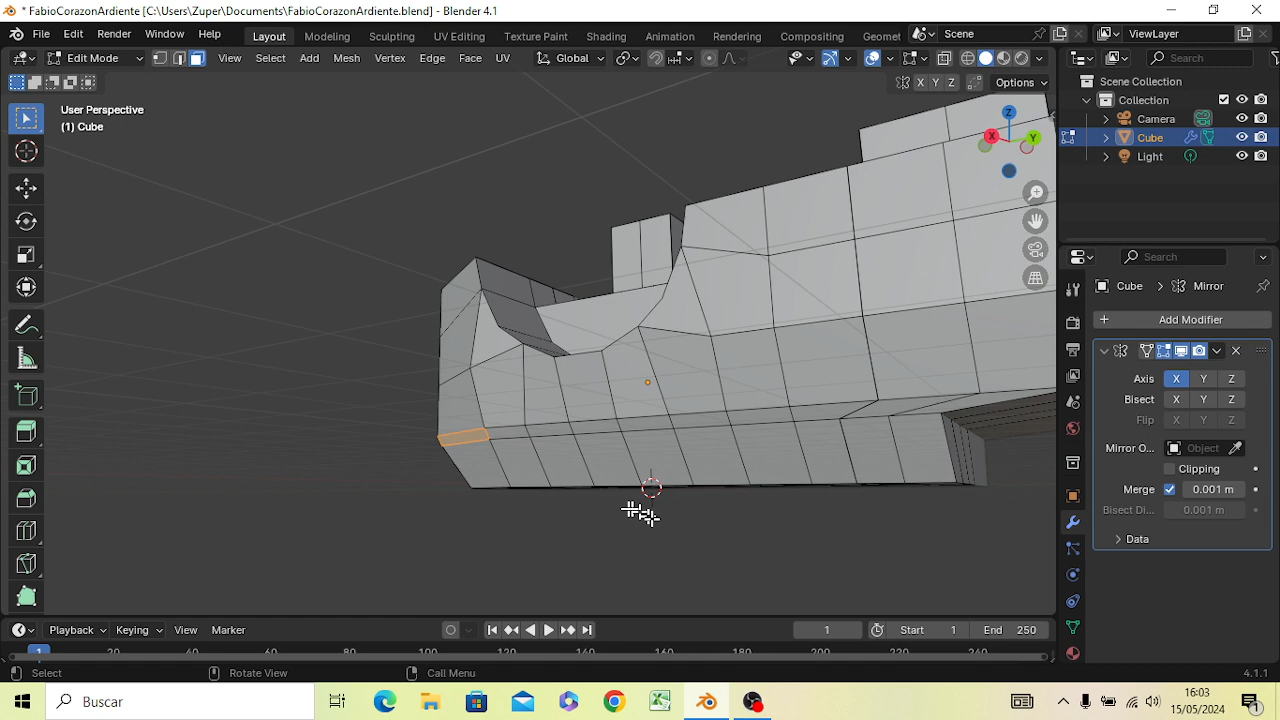 * FabioCorazonArdiente [C:\Users\Zuper\Documents\FabioCorazonArdiente.blend] - Blender 4.1
File Edit Render Window Help Layout Modeling Sculpting UV Editing Texture Paint Shading Animation Rendering Compositing Geomet Scene ViewLayer
Edit Mode View Select Add Mesh Vertex Edge Face UV Global Search
X Y Z Options
User Perspective
(1) Cube
Scene Collection
Collection
Camera
Cube
Light
Z
X
Y
Search
Cube Mirror
+ Add Modifier
Axis X Y Z
Bisect X Y Z
Flip X Y Z
Mirror O... Object
Clipping
Merge 0.001 m
Bisect Di... 0.001 m
Data
Playback Keying View Marker 1 Start 1 End 250
1 20 40 60 80 100 120 140 160 180 200 220 240
Select Rotate View Call Menu 4.1.1
Buscar
16:03
15/05/2024
1